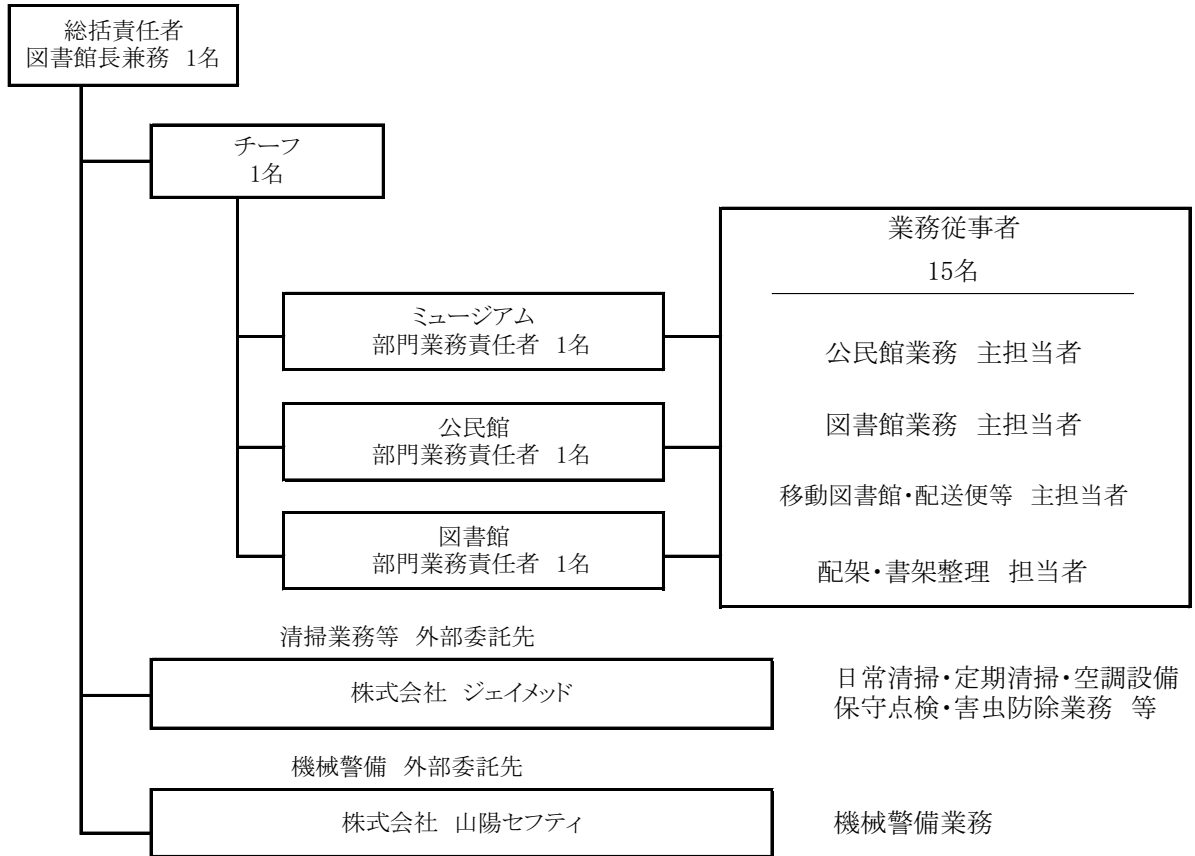 総括責任者
図書館長兼務 1名
チーフ
1名
業務従事者
15名
ミュージアム
部門業務責任者 1名
公民館業務 主担当者
公民館
部門業務責任者 1名
図書館業務 主担当者
移動図書館・配送便等 主担当者
図書館
部門業務責任者 1名
配架・書架整理 担当者
清掃業務等 外部委託先
株式会社 ジェイメッド
日常清掃・定期清掃・空調設備
保守点検・害虫防除業務 等
機械警備 外部委託先
株式会社 山陽セフティ
機械警備業務